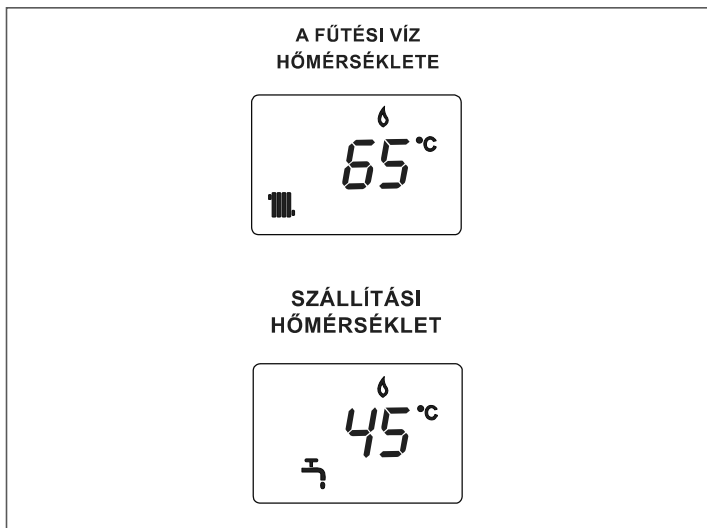 A FŰTÉSI VÍZ
HŐMÉRSÉKLETE
65 °C
SZÁLLÍTÁSI
HŐMÉRSÉKLET
45 °C